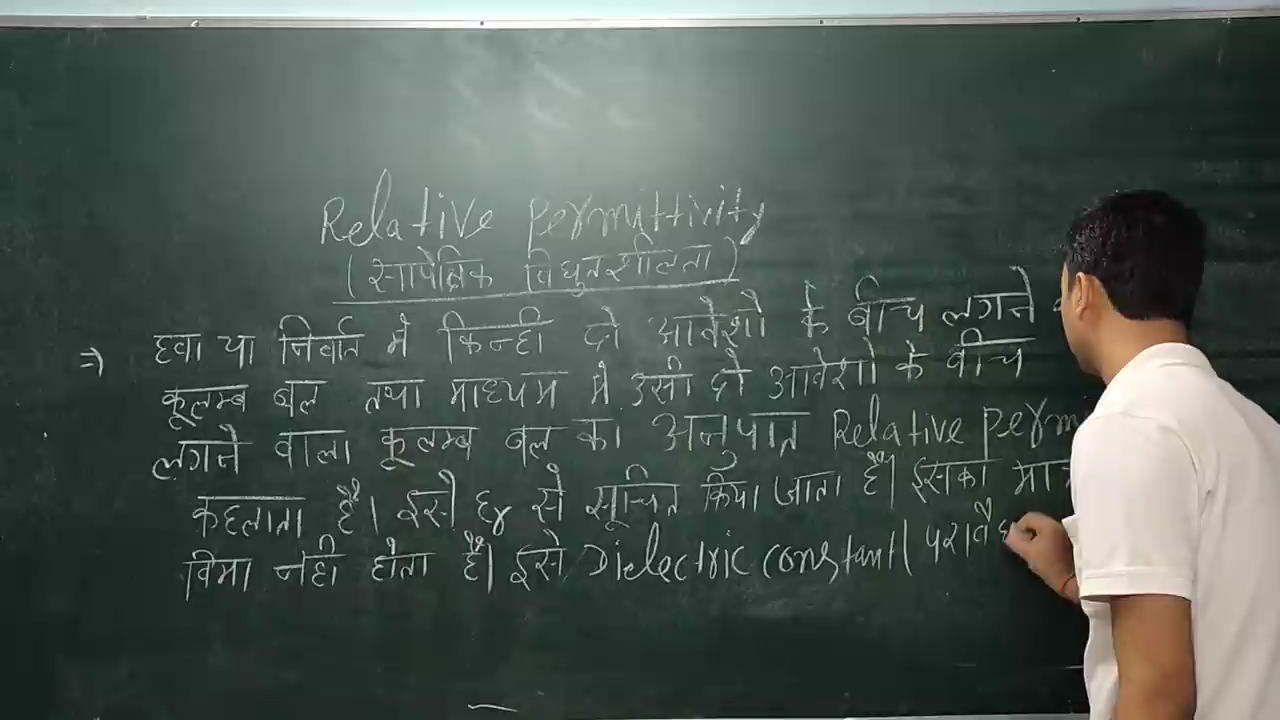 Relative permittivity
(सापेक्षिक विधुतशीलता)
⇒ हवा या निर्वात मे किन्ही दो आवेशो के बीच लगने
कूलम्ब बल तथा माध्यम मे उसी दो आवेशो के बीच
लगने वाला कूलम्ब बल का अनुपात Relative perm
कहलाता है। इसे εr से सूचित किया जाता है। इसका मात्र
विमा नही होता है। इसे Dielectric constant( परावै